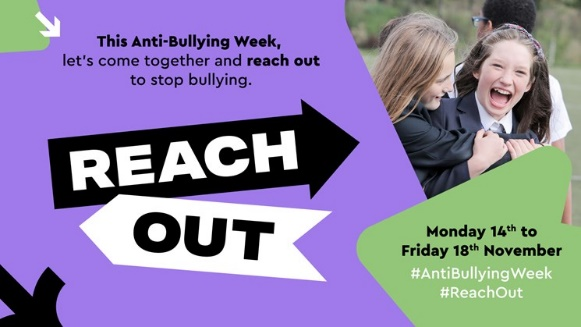 This Anti-Bullying Week,
let's come together and reach out
to stop bullying.
REACH
OUT
Monday 14th to
Friday 18th November
#AntiBullyingWeek
#ReachOut